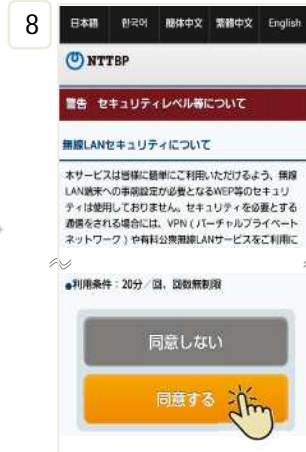 8
日本語 한국어 簡体中文 繁體中文 English
NTTBP
警告 セキュリティレベル等について
無線LANセキュリティについて
本サービスは皆様に簡単にご利用いただけるよう、無線
LAN端末への事前設定が必要となるWEP等のセキュリ
ティは使用しておりません。セキュリティを必要とする
通信をされる場合には、VPN（バーチャルプライベート
ネットワーク）や有料公衆無線LANサービスをご利用に
●利用条件：20分／回、回数無制限
同意しない
同意する